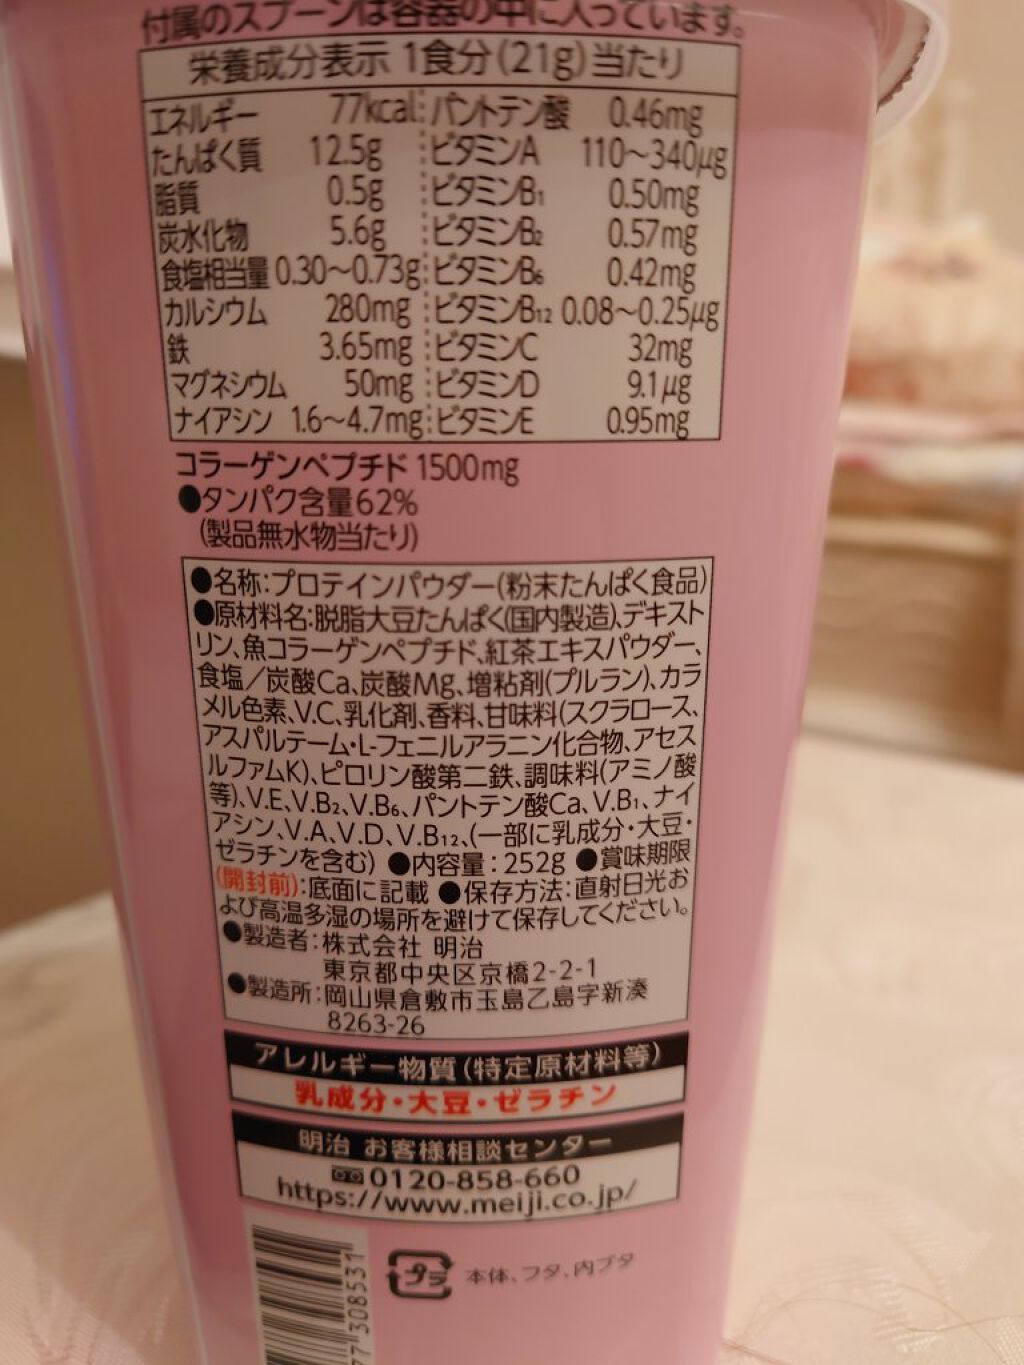 付属のスプーンは容器の中に入っています。
栄養成分表示 1食分(21g)当たり
エネルギー 77kcal パントテン酸 0.46mg
たんぱく質 12.5g ビタミンA 110～340μg
脂質 0.5g ビタミンB1 0.50mg
炭水化物 5.6g ビタミンB2 0.57mg
食塩相当量 0.30～0.73g ビタミンB6 0.42mg
カルシウム 280mg ビタミンB12 0.08～0.25μg
鉄 3.65mg ビタミンC 32mg
マグネシウム 50mg ビタミンD 9.1μg
ナイアシン 1.6～4.7mg ビタミンE 0.95mg
コラーゲンペプチド 1500mg
●タンパク含量62%
(製品無水物当たり)
●名称:プロテインパウダー(粉末たんぱく食品)
●原材料名:脱脂大豆たんぱく(国内製造)、デキスト
リン、魚コラーゲンペプチド、紅茶エキスパウダー、
食塩/炭酸Ca、炭酸Mg、増粘剤(プルラン)、カラ
メル色素、V.C、乳化剤、香料、甘味料(スクラロース、
アスパルテーム・L-フェニルアラニン化合物、アセス
ルファムK)、ピロリン酸第二鉄、調味料(アミノ酸
等)、V.E、V.B2、V.B6、パントテン酸Ca、V.B1、ナイ
アシン、V.A、V.D、V.B12、(一部に乳成分・大豆・
ゼラチンを含む) ●内容量:252g ●賞味期限
(開封前):底面に記載 ●保存方法:直射日光お
よび高温多湿の場所を避けて保存してください。
●製造者:株式会社 明治
東京都中央区京橋2-2-1
●製造所:岡山県倉敷市玉島乙島字新湊
8263-26
アレルギー物質(特定原材料等)
乳成分・大豆・ゼラチン
明治 お客様相談センター
0120-858-660
https://www.meiji.co.jp/
プラ 本体、フタ、内ブタ
77 308531